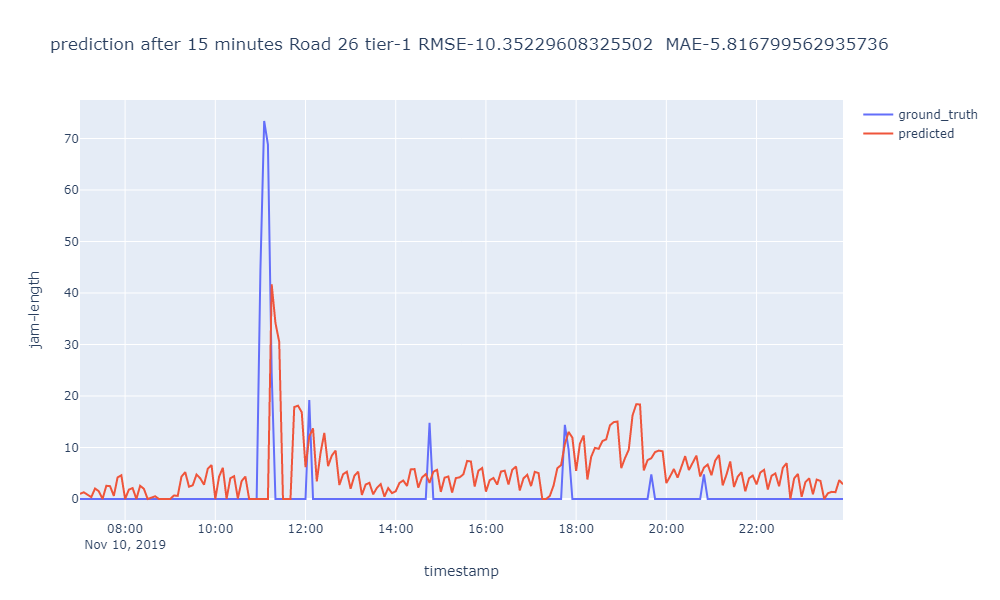 prediction after 15 minutes Road 26 tier-1 RMSE-10.35229608325502  MAE-5.816799562935736
ground_truth
predicted
70
60
50
40
30
20
10
0
jam-length
08:00 10:00 12:00 14:00 16:00 18:00 20:00 22:00
Nov 10, 2019
timestamp